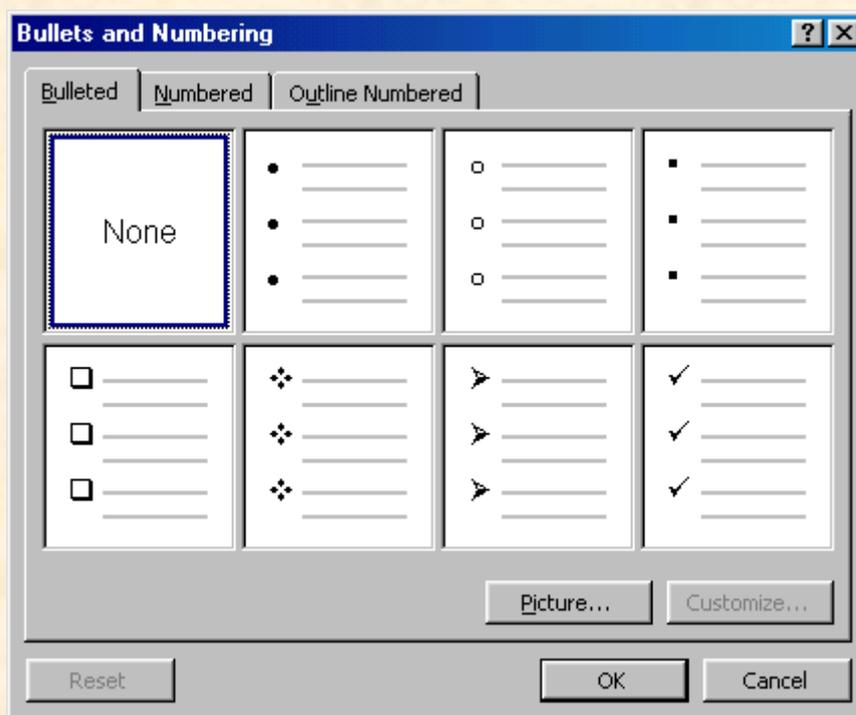 Bullets and Numbering
Bulleted Numbered Outline Numbered
None
Picture... Customize...
Reset OK Cancel